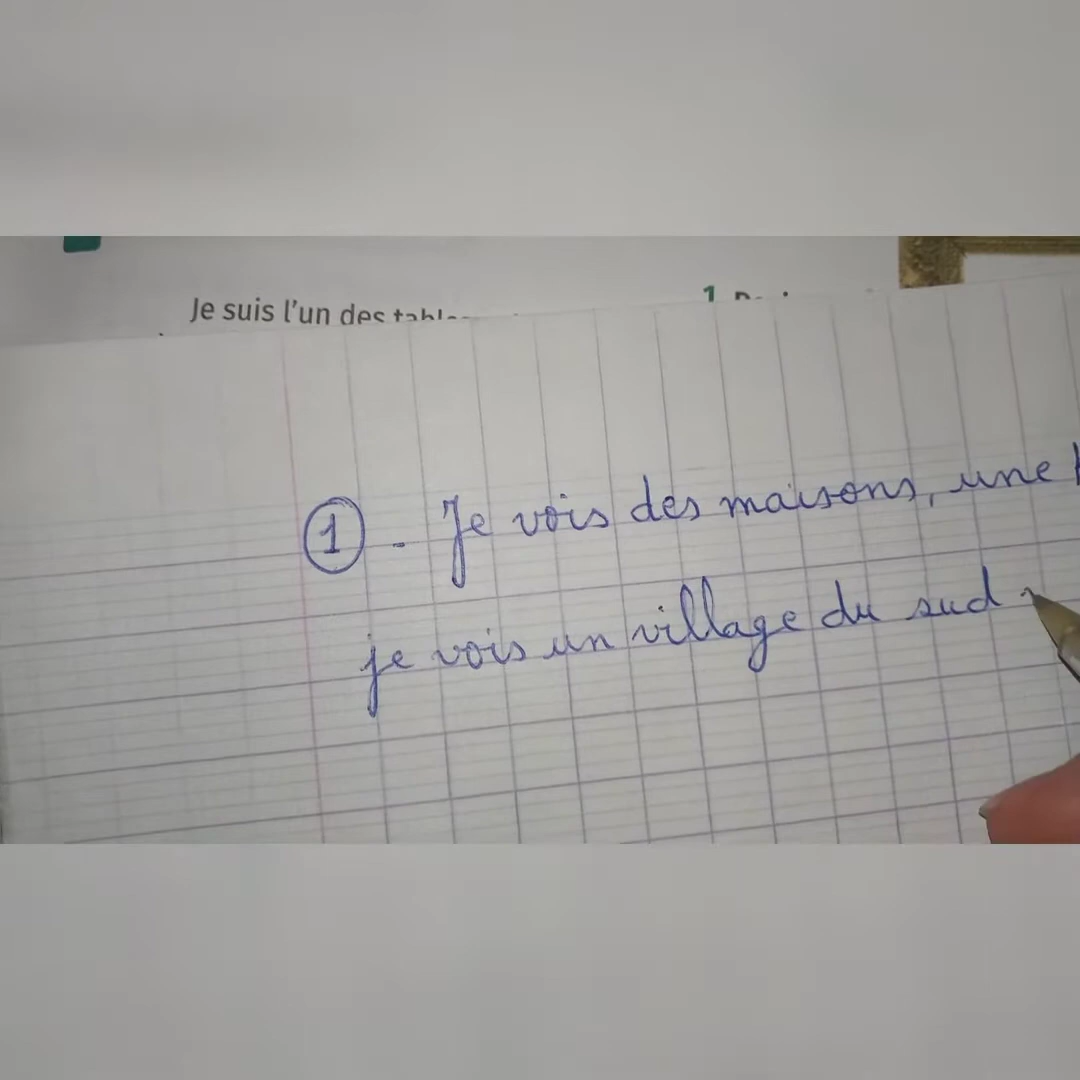 Je suis l'un des
1
① - Je vois des maisons, une
je vois un village du sud